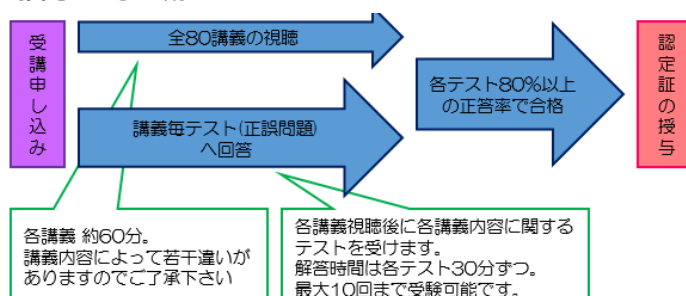 受講申し込み
全80講義の視聴
講義毎テスト(正誤問題)
へ回答
各テスト80%以上
の正答率で合格
認定証の授与
各講義 約60分。
講義内容によって若干違いが
ありますのでご了承下さい
各講義視聴後に各講義内容に関する
テストを受けます。
解答時間は各テスト30分ずつ。
最大10回まで受験可能です。